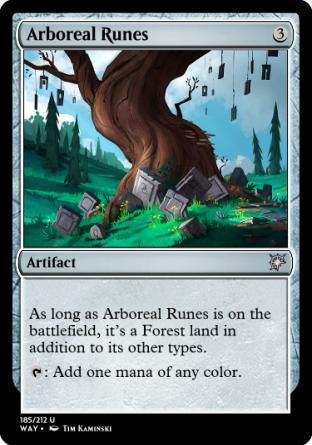 Arboreal Runes 3
Artifact
As long as Arboreal Runes is on the
battlefield, it's a Forest land in
addition to its other types.
: Add one mana of any color.
185/212 U
WAY • Tim Kaminski